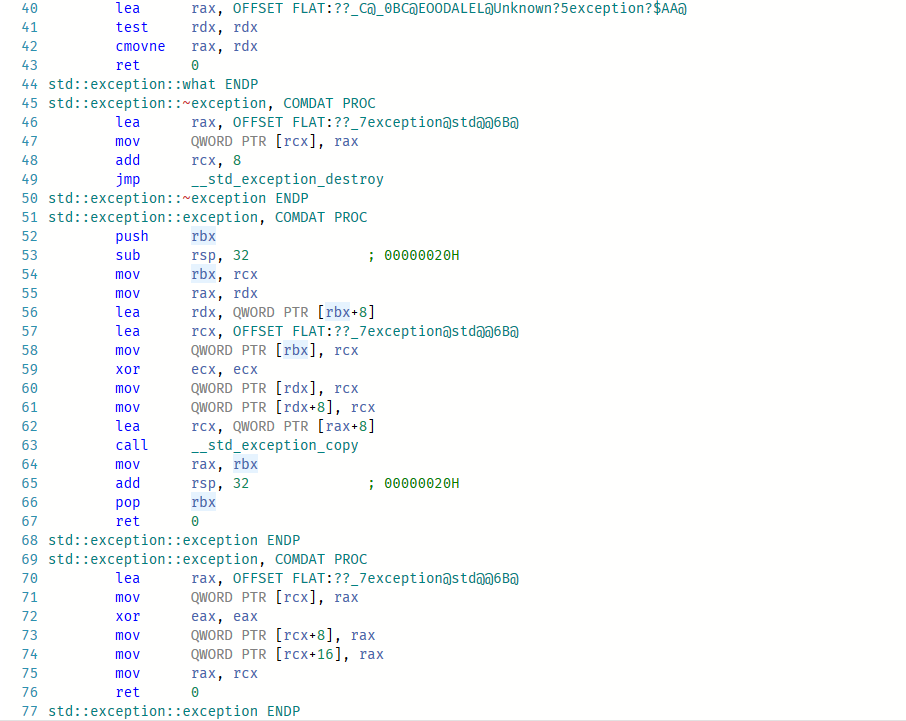 40 lea rax, OFFSET FLAT:??_C@_0BC@EOODALEL@Unknown?5exception?$AA@
41 test rdx, rdx
42 cmovne rax, rdx
43 ret 0
44 std::exception::what ENDP
45 std::exception::~exception, COMDAT PROC
46 lea rax, OFFSET FLAT:??_7exception@std@@6B@
47 mov QWORD PTR [rcx], rax
48 add rcx, 8
49 jmp __std_exception_destroy
50 std::exception::~exception ENDP
51 std::exception::exception, COMDAT PROC
52 push rbx
53 sub rsp, 32 ; 00000020H
54 mov rbx, rcx
55 mov rax, rdx
56 lea rdx, QWORD PTR [rbx+8]
57 lea rcx, OFFSET FLAT:??_7exception@std@@6B@
58 mov QWORD PTR [rbx], rcx
59 xor ecx, ecx
60 mov QWORD PTR [rdx], rcx
61 mov QWORD PTR [rdx+8], rcx
62 lea rcx, QWORD PTR [rax+8]
63 call __std_exception_copy
64 mov rax, rbx
65 add rsp, 32 ; 00000020H
66 pop rbx
67 ret 0
68 std::exception::exception ENDP
69 std::exception::exception, COMDAT PROC
70 lea rax, OFFSET FLAT:??_7exception@std@@6B@
71 mov QWORD PTR [rcx], rax
72 xor eax, eax
73 mov QWORD PTR [rcx+8], rax
74 mov QWORD PTR [rcx+16], rax
75 mov rax, rcx
76 ret 0
77 std::exception::exception ENDP